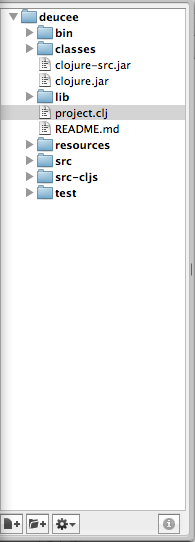 deucee
bin
classes
clojure-src.jar
clojure.jar
lib
project.clj
README.md
resources
src
src-cljs
test